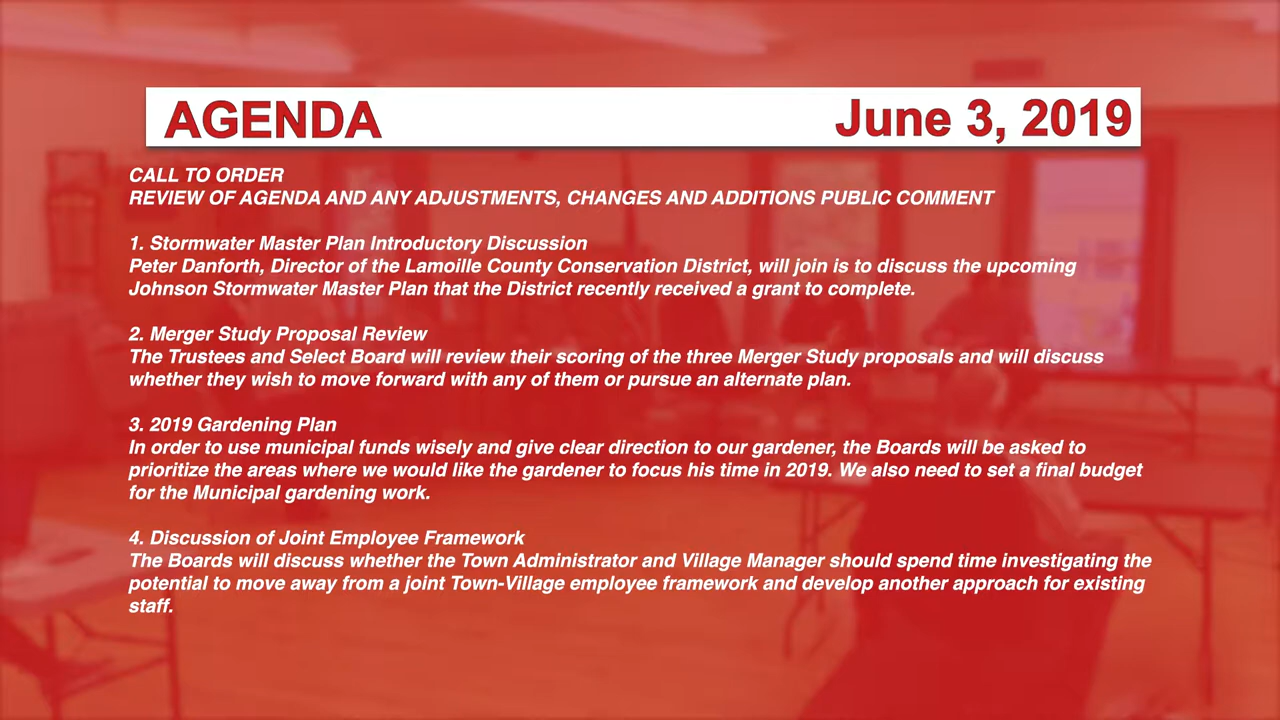 AGENDA June 3, 2019
CALL TO ORDER
REVIEW OF AGENDA AND ANY ADJUSTMENTS, CHANGES AND ADDITIONS PUBLIC COMMENT
1. Stormwater Master Plan Introductory Discussion
Peter Danforth, Director of the Lamoille County Conservation District, will join is to discuss the upcoming
Johnson Stormwater Master Plan that the District recently received a grant to complete.
2. Merger Study Proposal Review
The Trustees and Select Board will review their scoring of the three Merger Study proposals and will discuss
whether they wish to move forward with any of them or pursue an alternate plan.
3. 2019 Gardening Plan
In order to use municipal funds wisely and give clear direction to our gardener, the Boards will be asked to
prioritize the areas where we would like the gardener to focus his time in 2019. We also need to set a final budget
for the Municipal gardening work.
4. Discussion of Joint Employee Framework
The Boards will discuss whether the Town Administrator and Village Manager should spend time investigating the
potential to move away from a joint Town-Village employee framework and develop another approach for existing
staff.